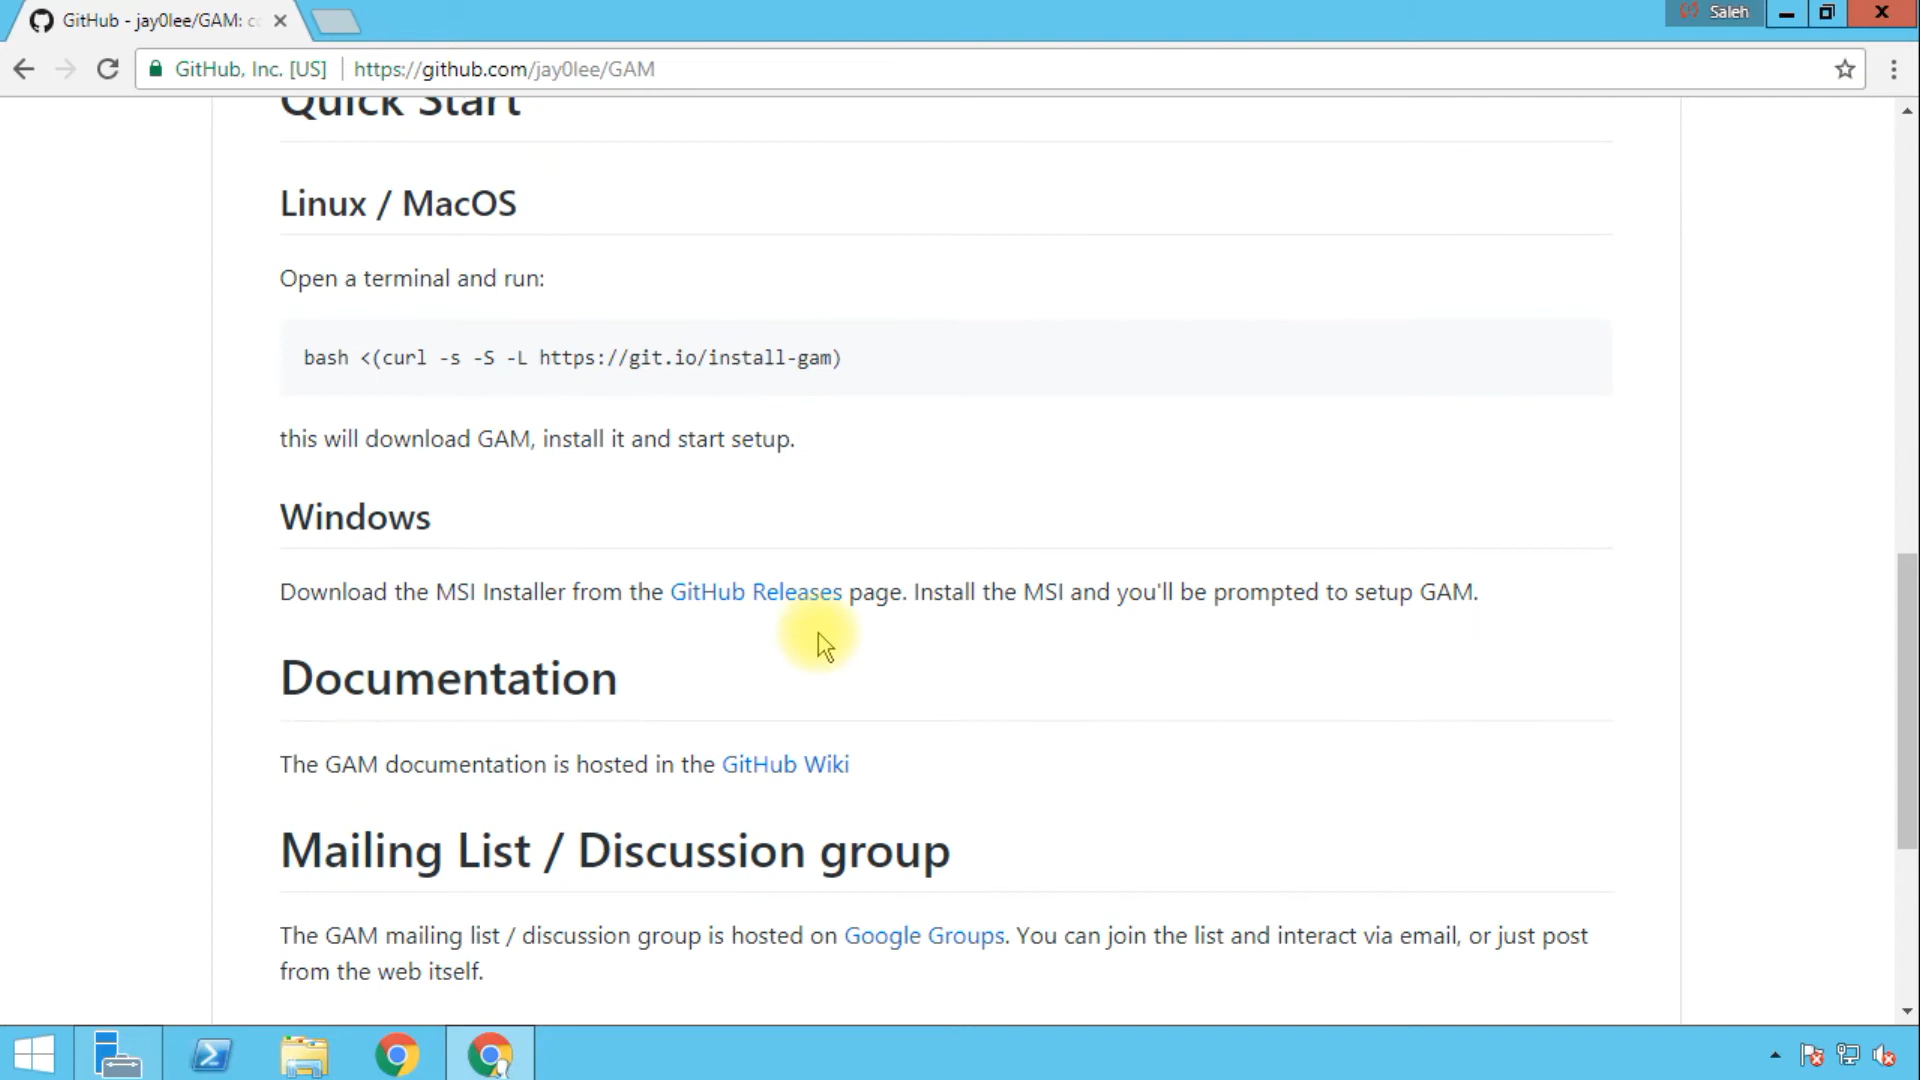 GitHub - jay0lee/GAM: co
Saleh
GitHub, Inc. [US]
https://github.com/jay0lee/GAM
Quick Start
Linux / MacOS
Open a terminal and run:
bash <(curl -s -S -L https://git.io/install-gam)
this will download GAM, install it and start setup.
Windows
Download the MSI Installer from the GitHub Releases page. Install the MSI and you'll be prompted to setup GAM.
Documentation
The GAM documentation is hosted in the GitHub Wiki
Mailing List / Discussion group
The GAM mailing list / discussion group is hosted on Google Groups. You can join the list and interact via email, or just post
from the web itself.